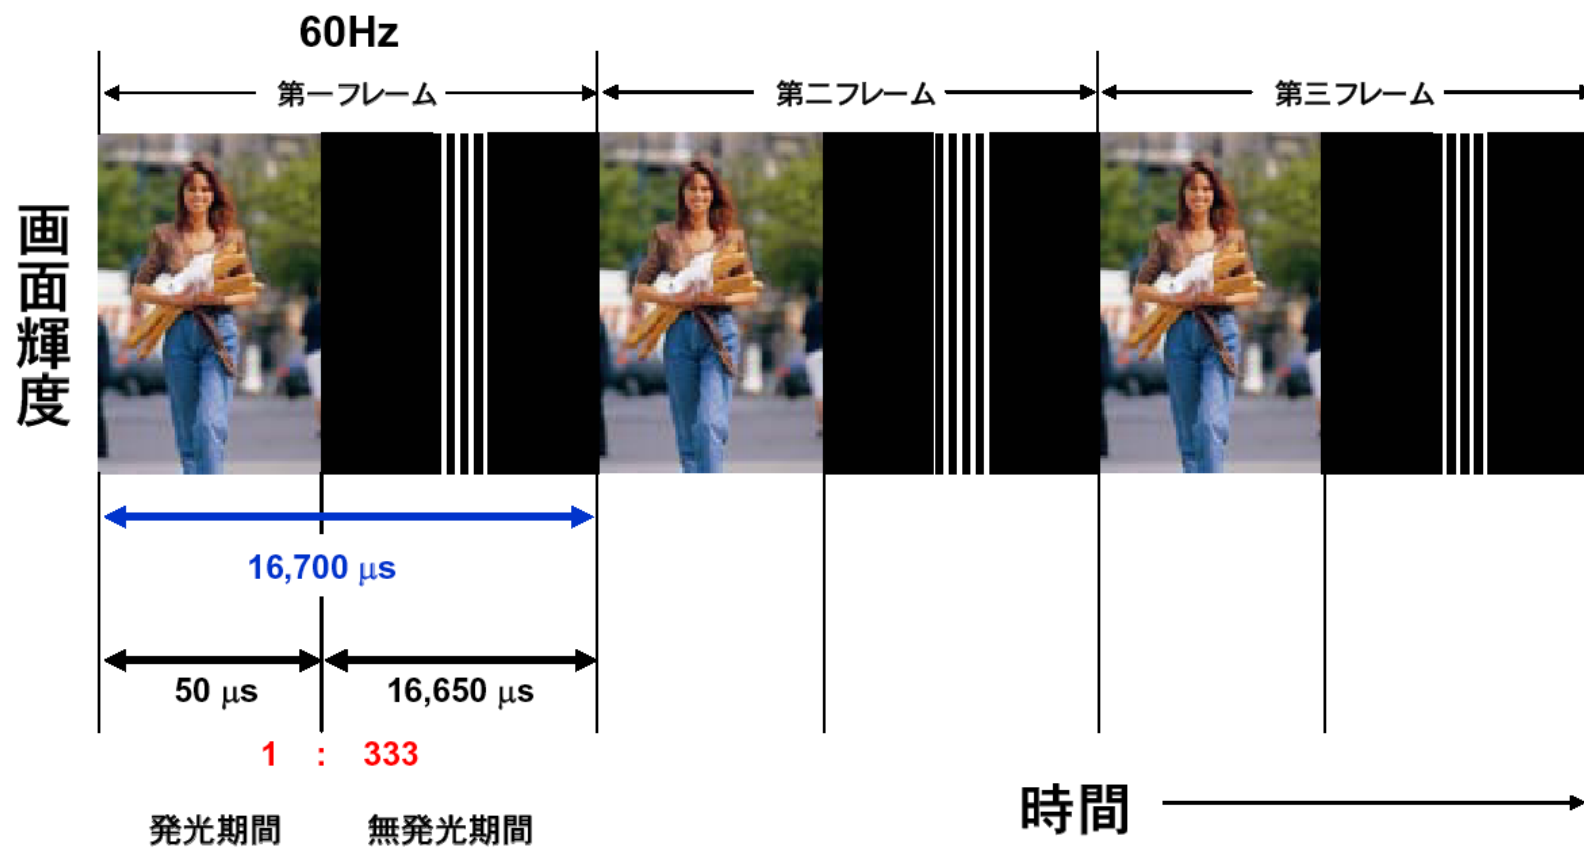 60Hz
第一フレーム 第二フレーム 第三フレーム
画面輝度
16,700 μs
50 μs 16,650 μs
1 : 333
発光期間 無発光期間
時間